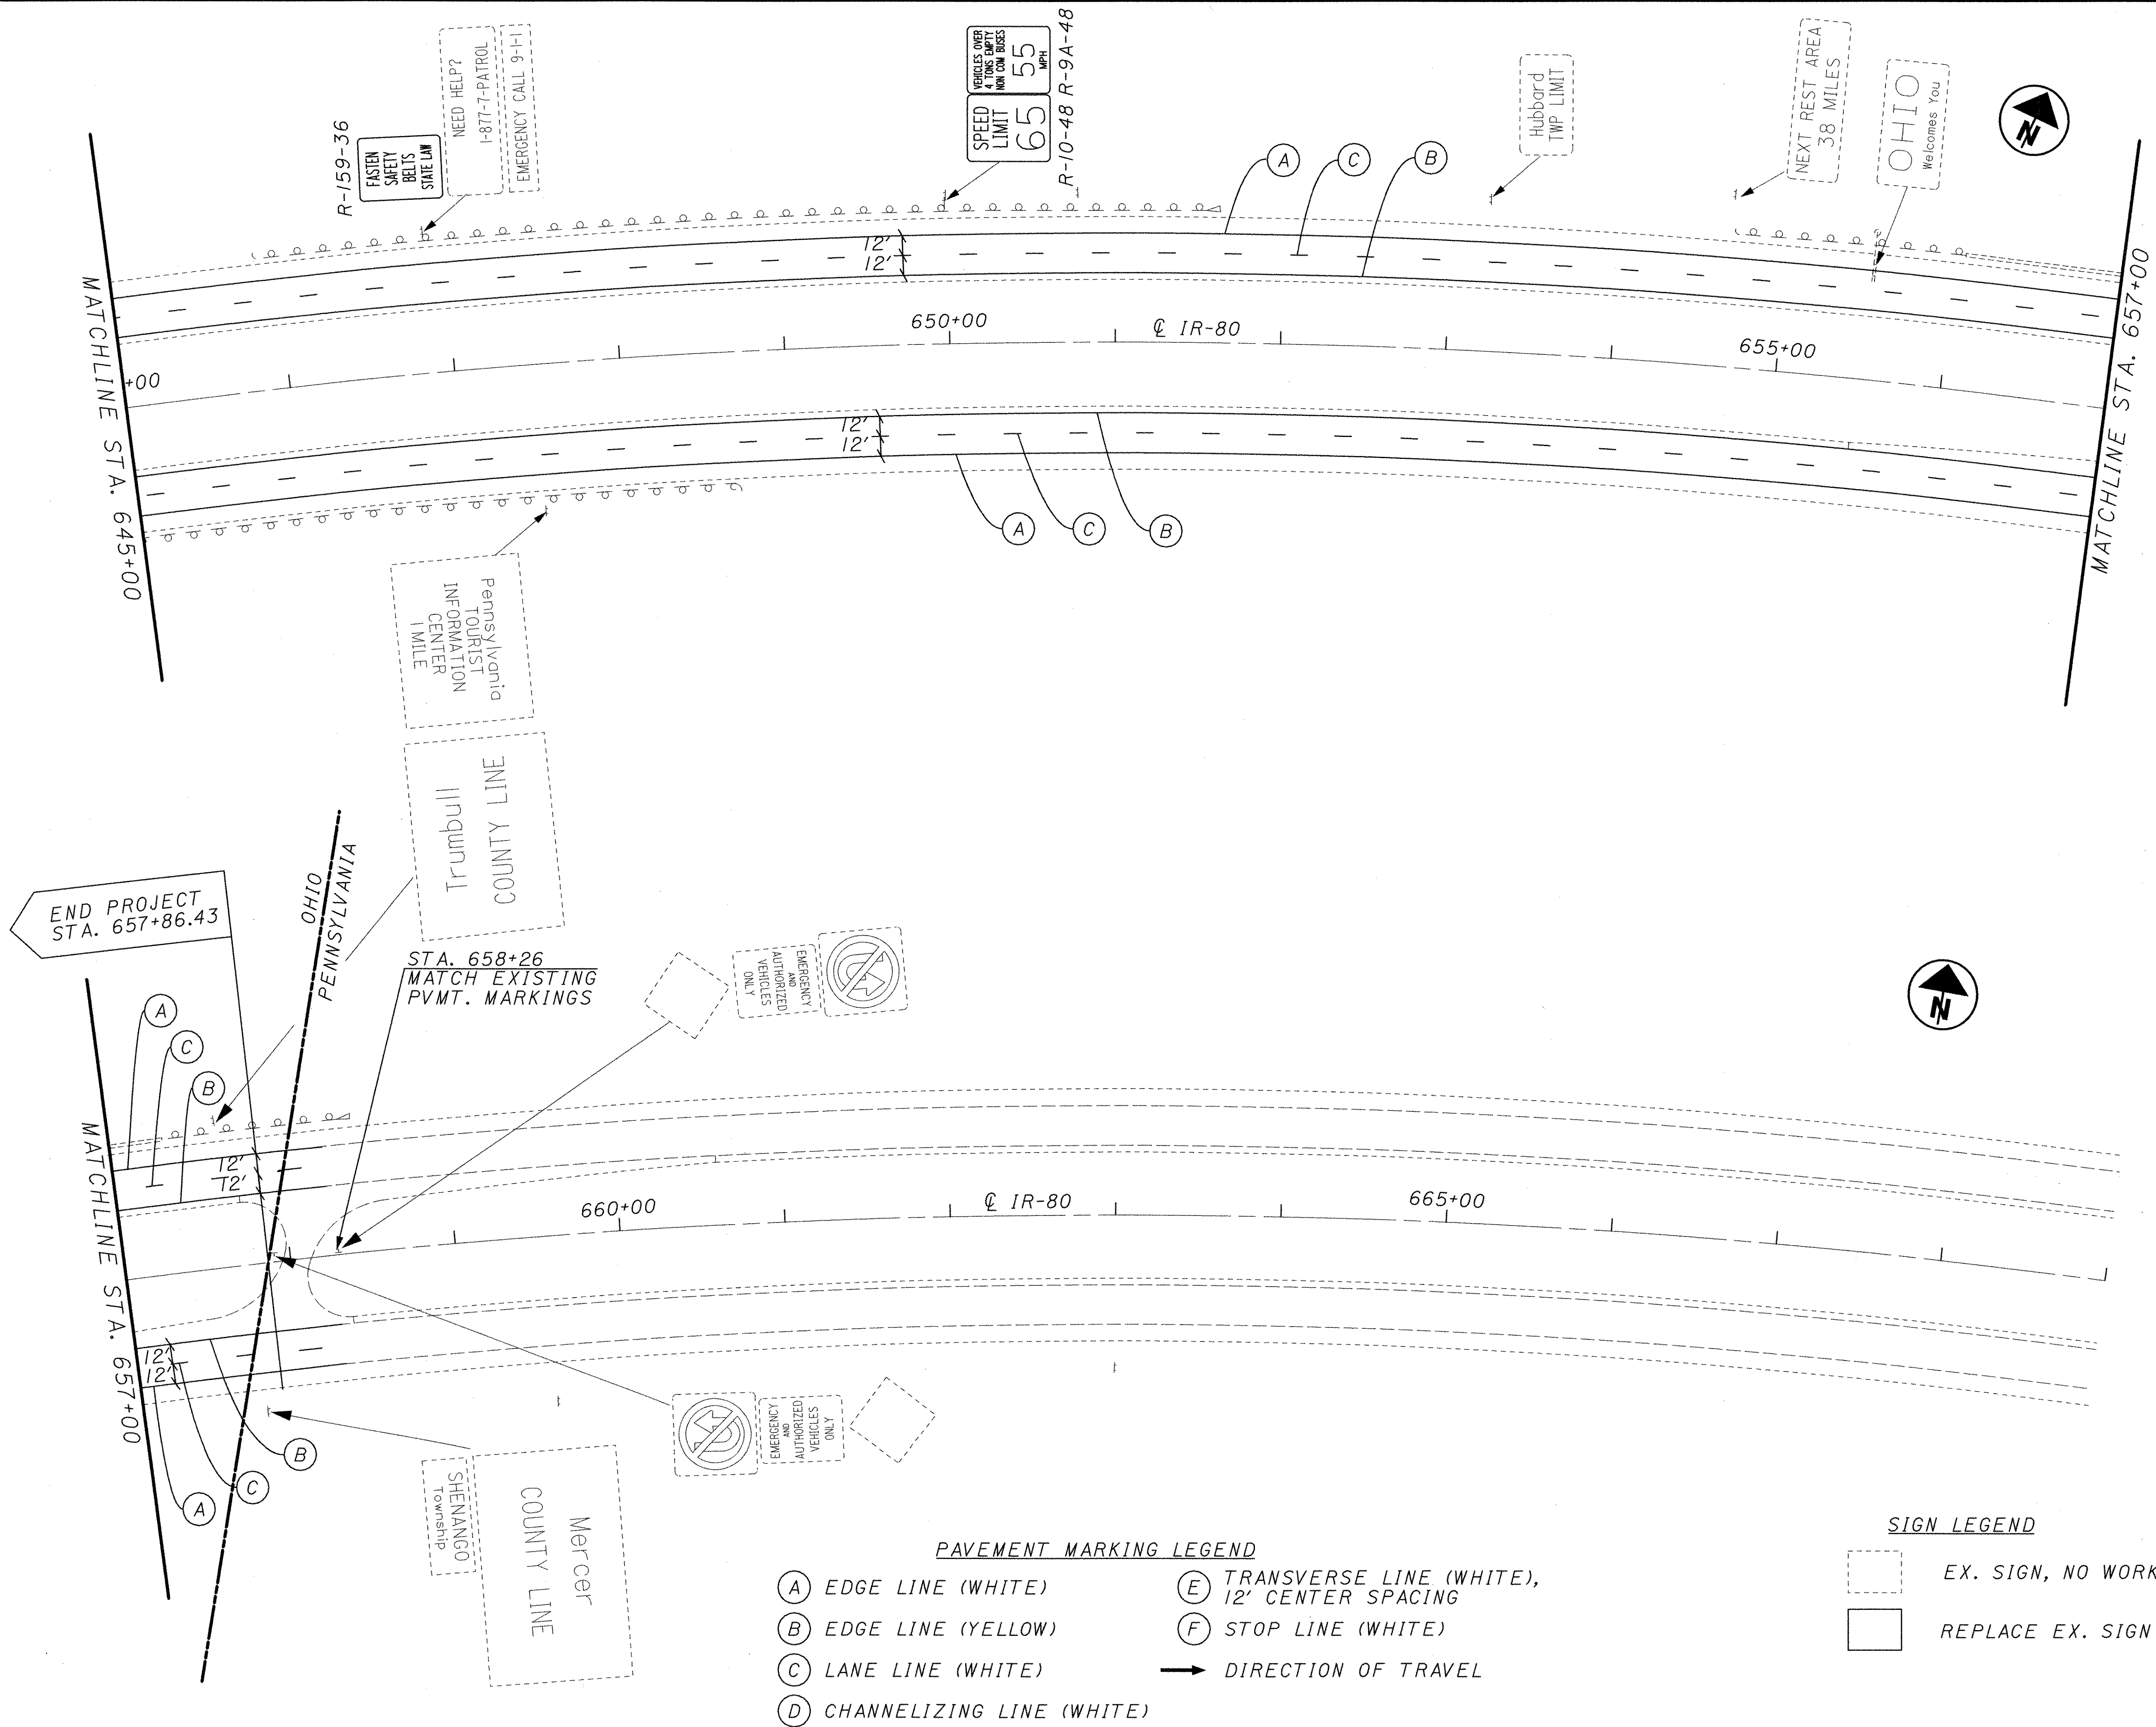 R-159-36
FASTEN
SAFETY
BELTS
STATE LAW
NEED HELP?
1-877-7-PATROL
EMERGENCY CALL 9-1-1
VEHICLES OVER
4 TONS EMPTY
NON COM BUSES
55
MPH
SPEED
LIMIT
65
R-10-48 R-9A-48
Hubbard
TWP LIMIT
NEXT REST AREA
38 MILES
OHIO
Welcomes You
N
A
C
B
12'
12'
MATCHLINE STA. 645+00
+00
650+00
℄ IR-80
655+00
MATCHLINE STA. 657+00
12'
12'
A
C
B
Pennsylvania
TOURIST
INFORMATION
CENTER
1 MILE
Trumbull
COUNTY LINE
END PROJECT
STA. 657+86.43
OHIO
PENNSYLVANIA
STA. 658+26
MATCH EXISTING
PVMT. MARKINGS
EMERGENCY
AND
AUTHORIZED
VEHICLES
ONLY
N
A
C
B
12'
12'
MATCHLINE STA. 657+00
660+00
℄ IR-80
665+00
12'
12'
B
C
A
EMERGENCY
AND
AUTHORIZED
VEHICLES
ONLY
SHENANGO
Township
Mercer
COUNTY LINE
PAVEMENT MARKING LEGEND
A EDGE LINE (WHITE)
B EDGE LINE (YELLOW)
C LANE LINE (WHITE)
D CHANNELIZING LINE (WHITE)
E TRANSVERSE LINE (WHITE),
12' CENTER SPACING
F STOP LINE (WHITE)
DIRECTION OF TRAVEL
SIGN LEGEND
EX. SIGN, NO WORK
REPLACE EX. SIGN